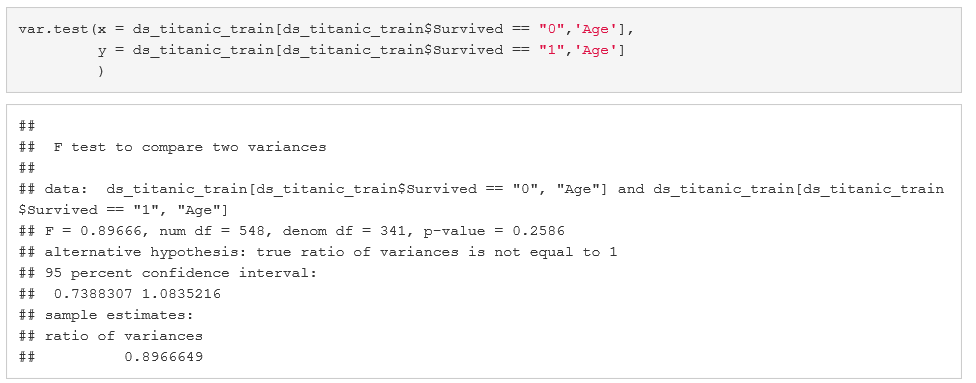 var.test(x = ds_titanic_train[ds_titanic_train$Survived == "0",'Age'],
         y = ds_titanic_train[ds_titanic_train$Survived == "1",'Age']
         )
##
##  F test to compare two variances
##
## data:  ds_titanic_train[ds_titanic_train$Survived == "0", "Age"] and ds_titanic_train[ds_titanic_train
$Survived == "1", "Age"]
## F = 0.89666, num df = 548, denom df = 341, p-value = 0.2586
## alternative hypothesis: true ratio of variances is not equal to 1
## 95 percent confidence interval:
##  0.7388307 1.0835216
## sample estimates:
## ratio of variances
##          0.8966649